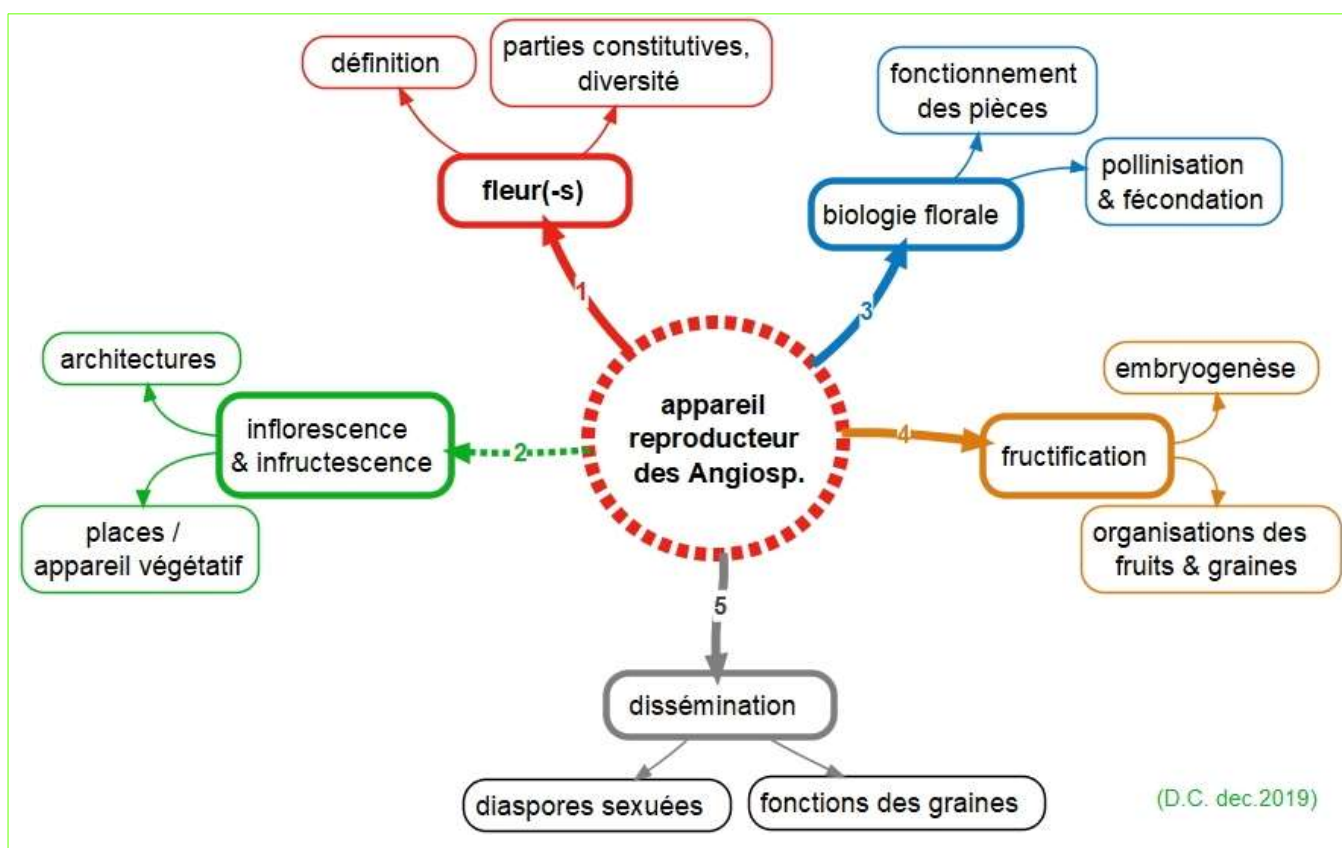 définition
parties constitutives,
diversité
fleur(-s)
1
fonctionnement
des pièces
pollinisation
& fécondation
biologie florale
3
architectures
inflorescence
& infructescence
places /
appareil végétatif
2
appareil
reproducteur
des Angiosp.
4
embryogenèse
fructification
organisations des
fruits & graines
5
dissémination
diaspores sexuées
fonctions des graines
(D.C. dec.2019)